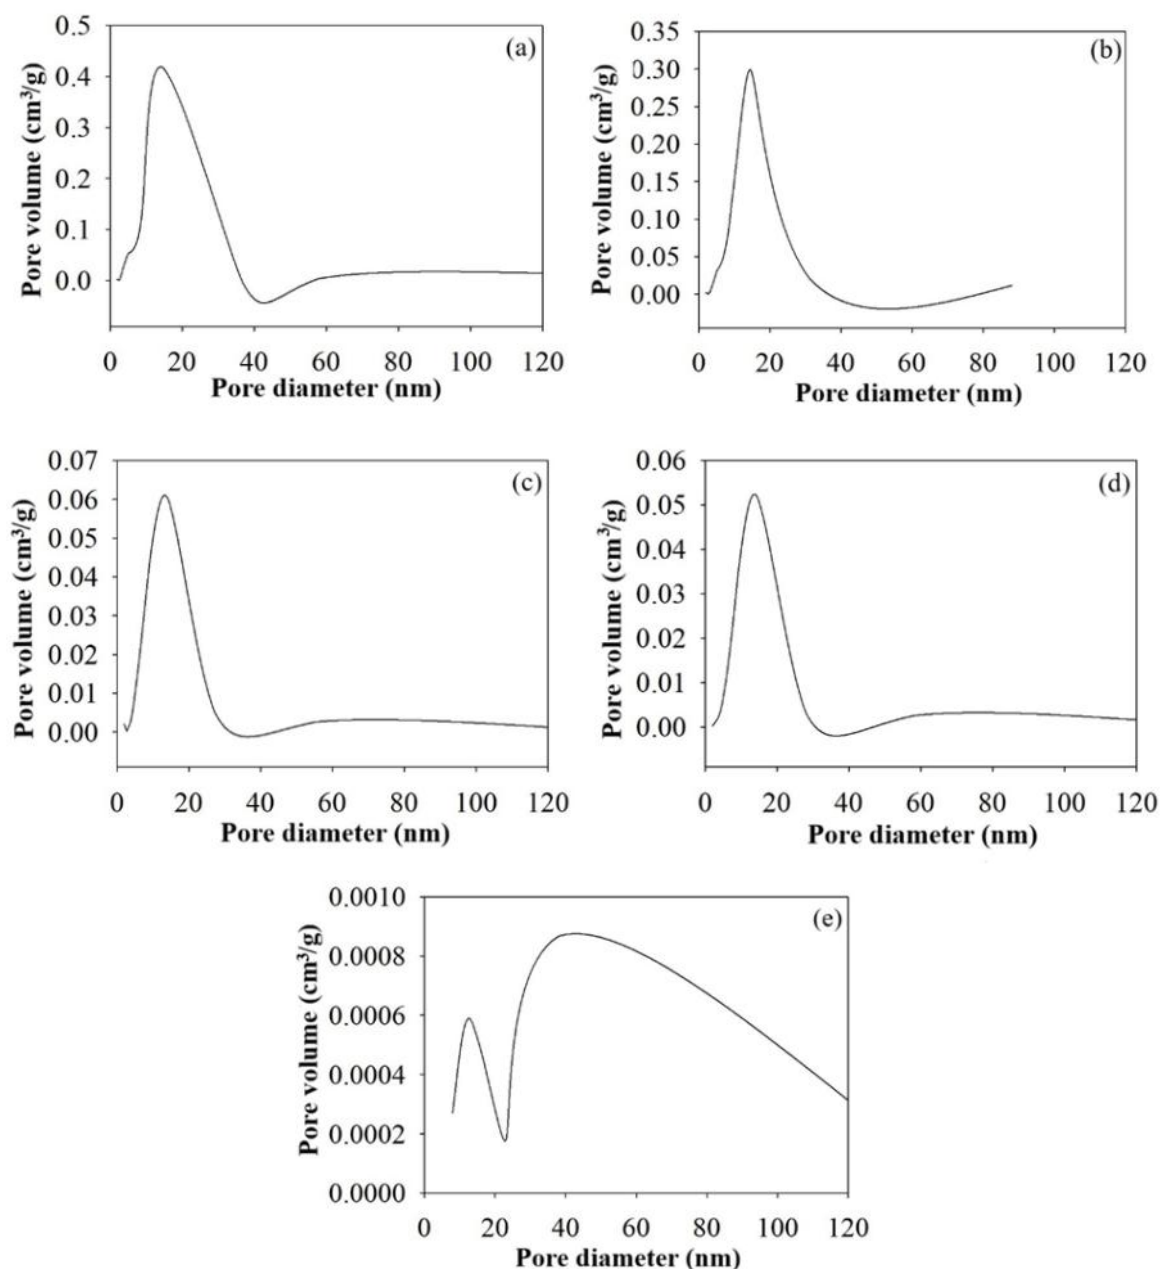 (a)
Pore volume (cm³/g)
0.5
0.4
0.3
0.2
0.1
0.0
0 20 40 60 80 100 120
Pore diameter (nm)
(b)
Pore volume (cm³/g)
0.35
0.30
0.25
0.20
0.15
0.10
0.05
0.00
0 20 40 60 80 100 120
Pore diameter (nm)
(c)
Pore volume (cm³/g)
0.07
0.06
0.05
0.04
0.03
0.02
0.01
0.00
0 20 40 60 80 100 120
Pore diameter (nm)
(d)
Pore volume (cm³/g)
0.06
0.05
0.04
0.03
0.02
0.01
0.00
0 20 40 60 80 100 120
Pore diameter (nm)
(e)
Pore volume (cm³/g)
0.0010
0.0008
0.0006
0.0004
0.0002
0.0000
0 20 40 60 80 100 120
Pore diameter (nm)